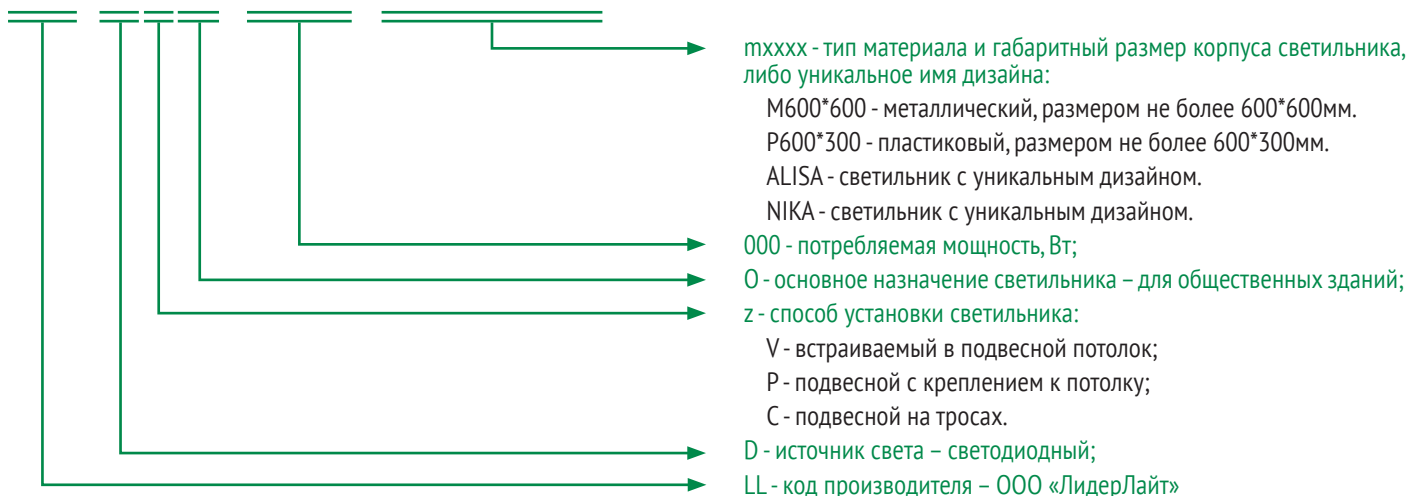 mxxxx - тип материала и габаритный размер корпуса светильника,
либо уникальное имя дизайна:
M600*600 - металлический, размером не более 600*600мм.
P600*300 - пластиковый, размером не более 600*300мм.
ALISA - светильник с уникальным дизайном.
NIKA - светильник с уникальным дизайном.
000 - потребляемая мощность, Вт;
O - основное назначение светильника – для общественных зданий;
z - способ установки светильника:
V - встраиваемый в подвесной потолок;
P - подвесной с креплением к потолку;
C - подвесной на тросах.
D - источник света – светодиодный;
LL - код производителя – ООО «ЛидерЛайт»